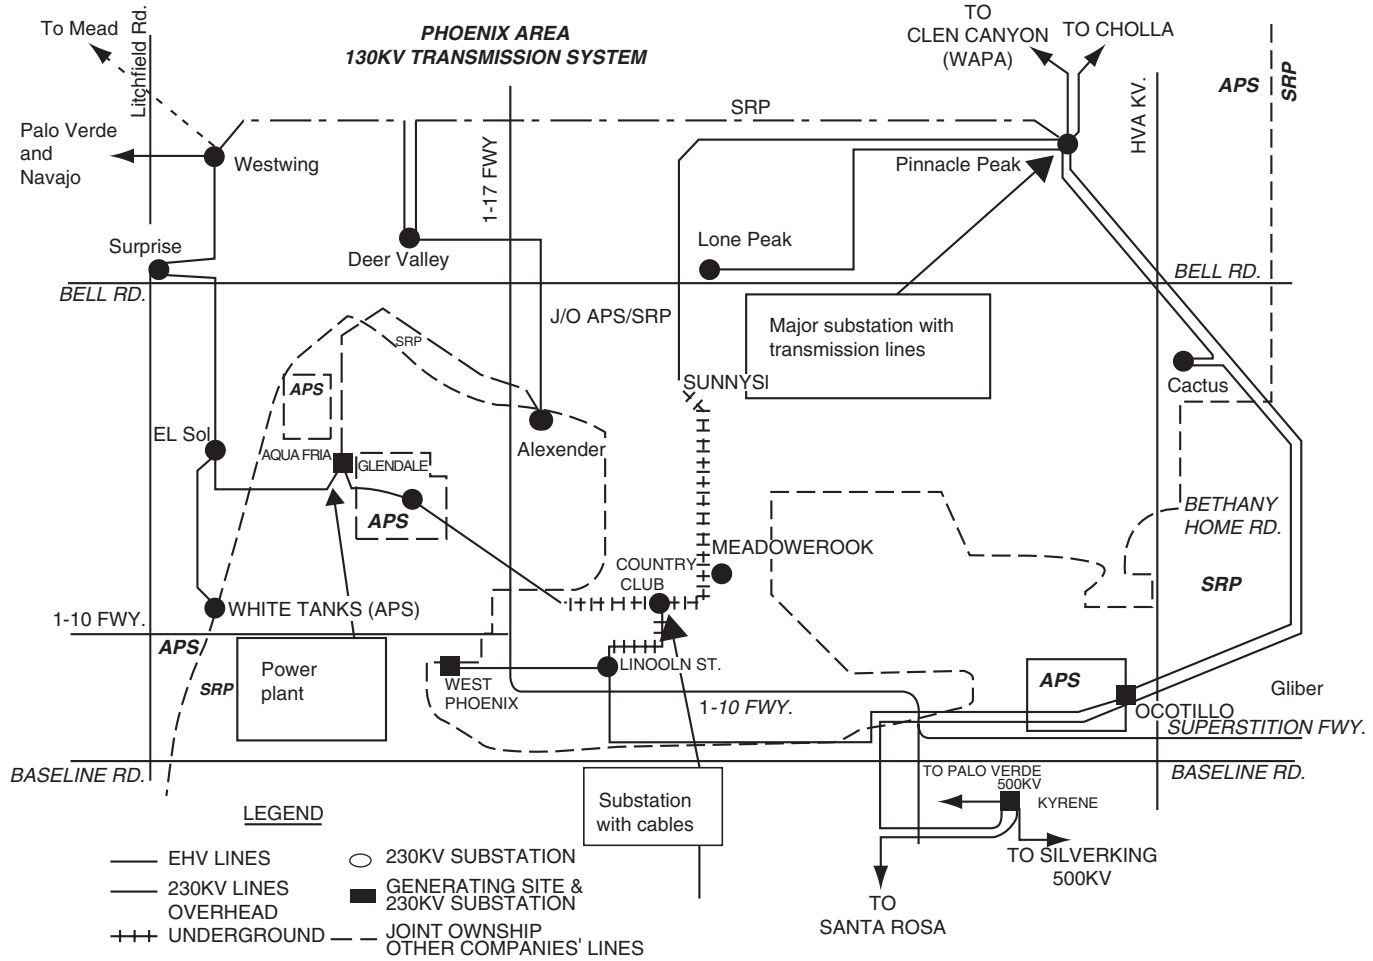 To Mead
Litchfield Rd.
PHOENIX AREA
130KV TRANSMISSION SYSTEM
TO
CLEN CANYON
(WAPA)
TO CHOLLA
APS
SRP
HVA KV.
SRP
Palo Verde
and
Navajo
Westwing
1-17 FWY
Pinnacle Peak
Surprise
Deer Valley
Lone Peak
BELL RD.
BELL RD.
J/O APS/SRP
Major substation with
transmission lines
SRP
APS
SUNNYSI
Cactus
EL Sol
AQUA FRIA
GLENDALE
Alexender
APS
BETHANY
HOME RD.
MEADOWEROOK
COUNTRY
CLUB
SRP
WHITE TANKS (APS)
1-10 FWY.
APS
SRP
Power
plant
WEST
PHOENIX
LINOOLN ST.
1-10 FWY.
APS
Gliber
OCOTILLO
SUPERSTITION FWY.
BASELINE RD.
BASELINE RD.
TO PALO VERDE
500KV
KYRENE
Substation
with cables
TO SILVERKING
500KV
TO
SANTA ROSA
LEGEND
EHV LINES
230KV LINES
OVERHEAD
UNDERGROUND
230KV SUBSTATION
GENERATING SITE &
230KV SUBSTATION
JOINT OWNSHIP
OTHER COMPANIES' LINES